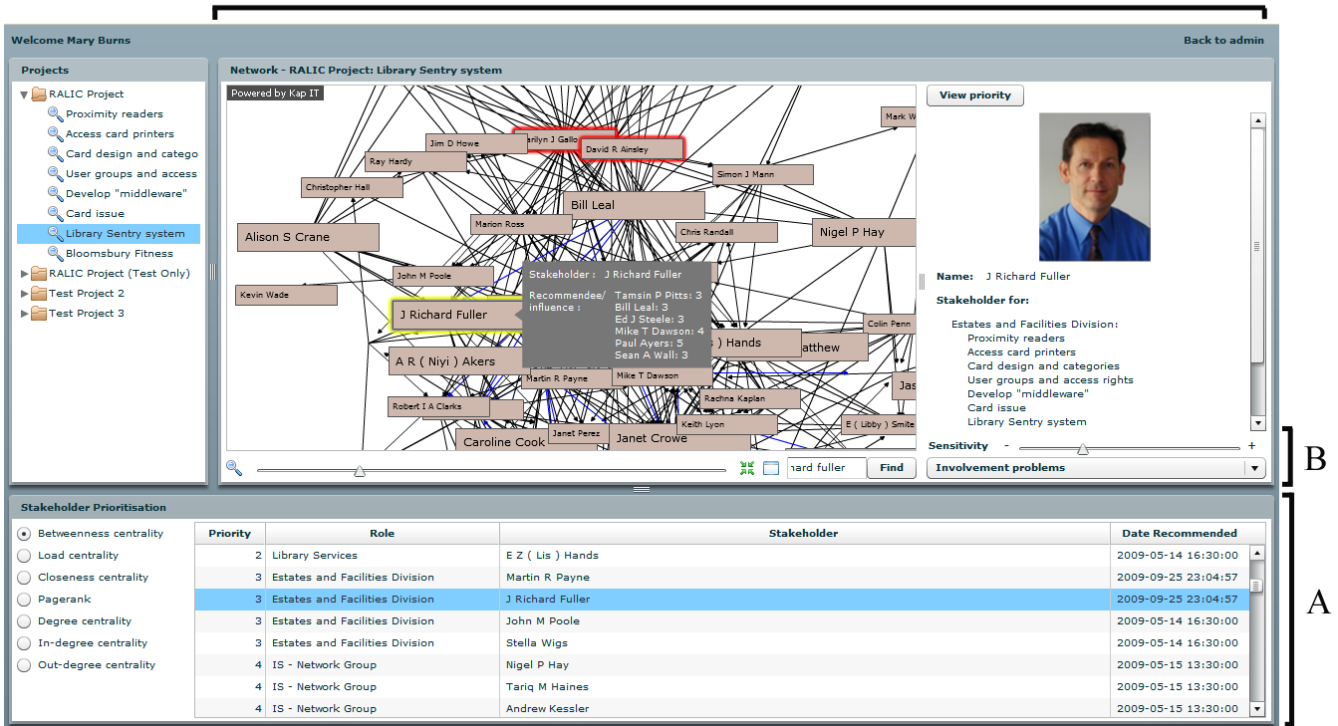 Welcome Mary Burns
Back to admin
Projects
RALIC Project
Proximity readers
Access card printers
Card design and catego
User groups and access
Develop "middleware"
Card issue
Library Sentry system
Bloomsbury Fitness
RALIC Project (Test Only)
Test Project 2
Test Project 3
Network - RALIC Project: Library Sentry system
Powered by Kap IT
Mark W
Jim D Howe
arilyn J Gallo
David R Ainsley
Ray Hardy
Simon J Mann
Christopher Hall
Bill Leal
Marion Ross
Chris Randall
Nigel P Hay
Alison S Crane
John M Poole
Kevin Wade
J Richard Fuller
Stakeholder : J Richard Fuller
Recommendee/ influence :
Tamsin P Pitts: 3
Bill Leal: 3
Ed J Steele: 3
Mike T Dawson: 4
Paul Ayers: 5
Sean A Wall: 3
Colin Penn
s ) Hands
atthew
A R ( Niyi ) Akers
Martin R Payne
Mike T Dawson
Jas
Rachna Kaplan
Robert I A Clarks
Keith Lyon
E ( Libby ) Smite
Caroline Cook
Janet Perez
Janet Crowe
hard fuller
Find
View priority
Name: J Richard Fuller
Stakeholder for:
Estates and Facilities Division:
Proximity readers
Access card printers
Card design and categories
User groups and access rights
Develop "middleware"
Card issue
Library Sentry system
Sensitivity - +
Involvement problems
B
Stakeholder Prioritisation
Betweenness centrality
Load centrality
Closeness centrality
Pagerank
Degree centrality
In-degree centrality
Out-degree centrality
Priority Role Stakeholder Date Recommended
2 Library Services E Z ( Lis ) Hands 2009-05-14 16:30:00
3 Estates and Facilities Division Martin R Payne 2009-09-25 23:04:57
3 Estates and Facilities Division J Richard Fuller 2009-09-25 23:04:57
3 Estates and Facilities Division John M Poole 2009-05-14 16:30:00
3 Estates and Facilities Division Stella Wigs 2009-05-14 16:30:00
4 IS - Network Group Nigel P Hay 2009-05-15 13:30:00
4 IS - Network Group Tariq M Haines 2009-05-15 13:30:00
4 IS - Network Group Andrew Kessler 2009-05-15 13:30:00
A